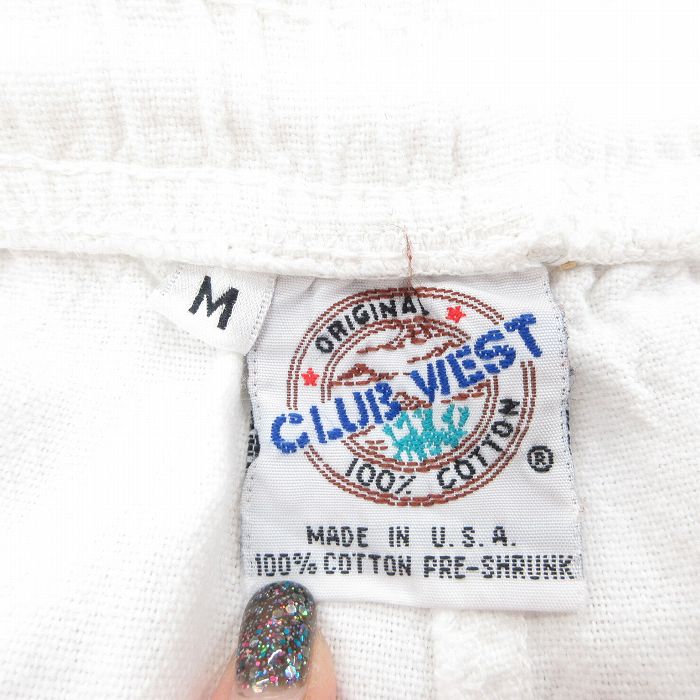 M
ORIGINAL
CLUB WEST
100% COTTON
®
MADE IN U.S.A.
100% COTTON PRE-SHRUNK